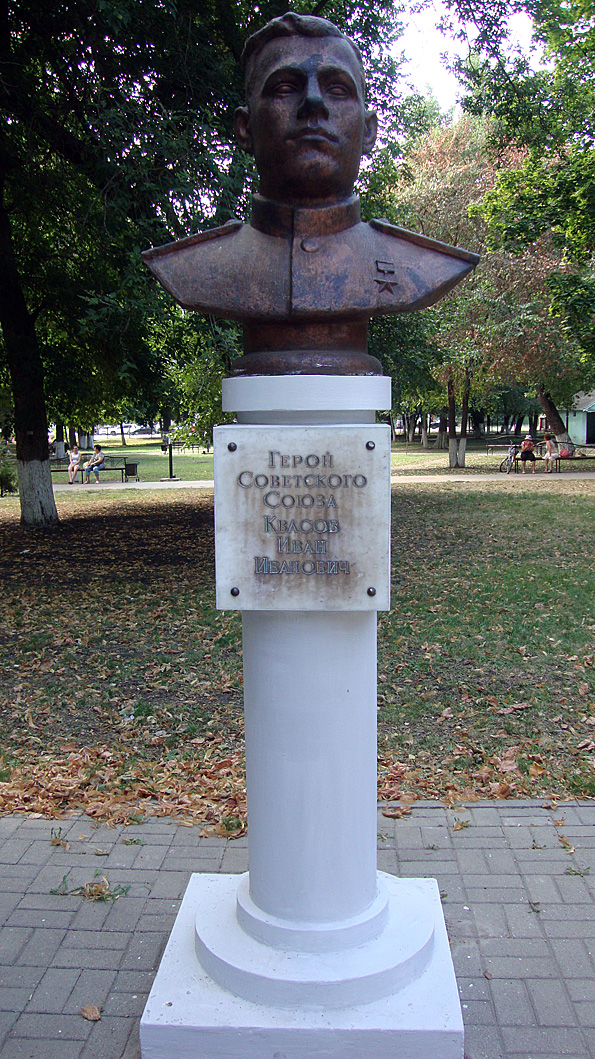 Герой
Советского
Союза
Квасов
Иван
Иванович